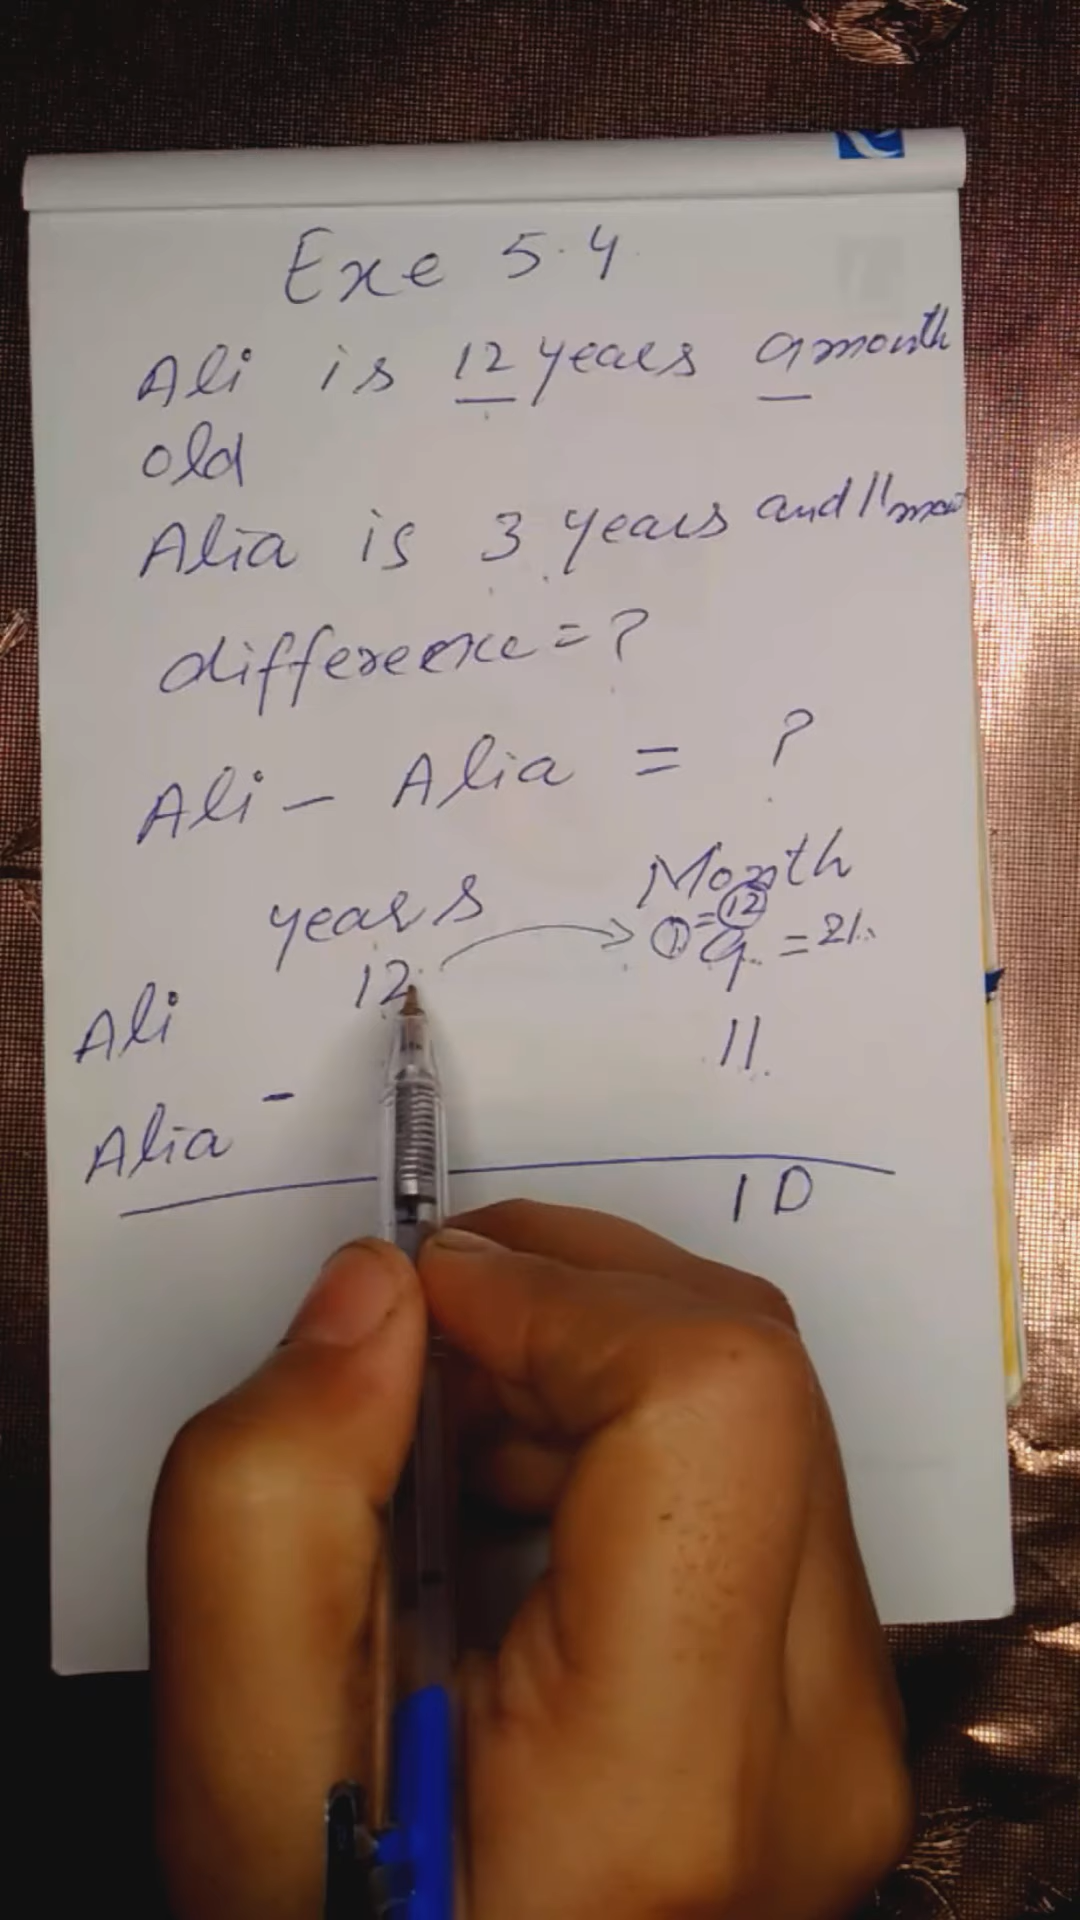 Exe 5.4
Ali is 12 years 9 month
old
Alia is 3 years and 11
difference = ?
Ali - Alia = ?
years Month
① = ⑫
Ali 12 9 = 21
11
Alia -
10